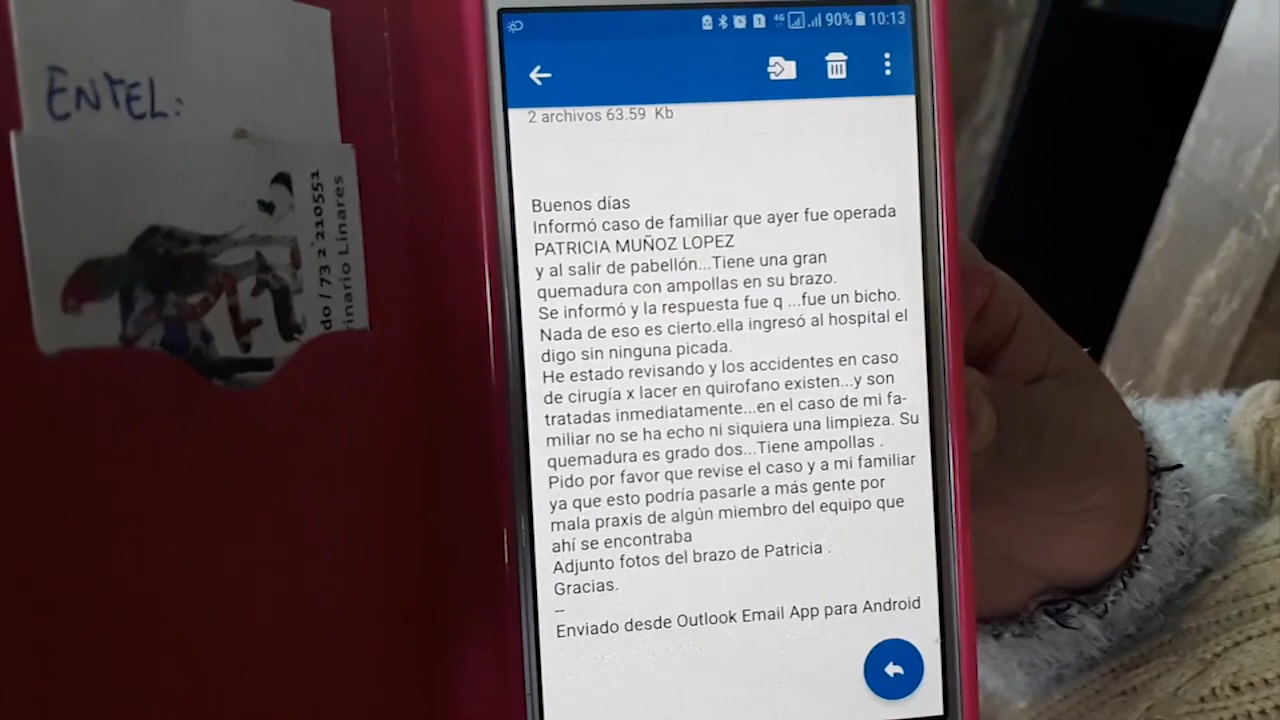 ENTEL:
do / 73 2 210551
inario Linares
4G 90% 10:13
2 archivos 63.59 Kb
Buenos días
Informó caso de familiar que ayer fue operada
PATRICIA MUÑOZ LOPEZ
y al salir de pabellón...Tiene una gran
quemadura con ampollas en su brazo.
Se informó y la respuesta fue q ...fue un bicho.
Nada de eso es cierto.ella ingresó al hospital el
digo sin ninguna picada.
He estado revisando y los accidentes en caso
de cirugía x lacer en quirofano existen...y son
tratadas inmediatamente...en el caso de mi fa-
miliar no se ha echo ni siquiera una limpieza. Su
quemadura es grado dos...Tiene ampollas .
Pido por favor que revise el caso y a mi familiar
ya que esto podría pasarle a más gente por
mala praxis de algún miembro del equipo que
ahí se encontraba
Adjunto fotos del brazo de Patricia .
Gracias.
--
Enviado desde Outlook Email App para Android